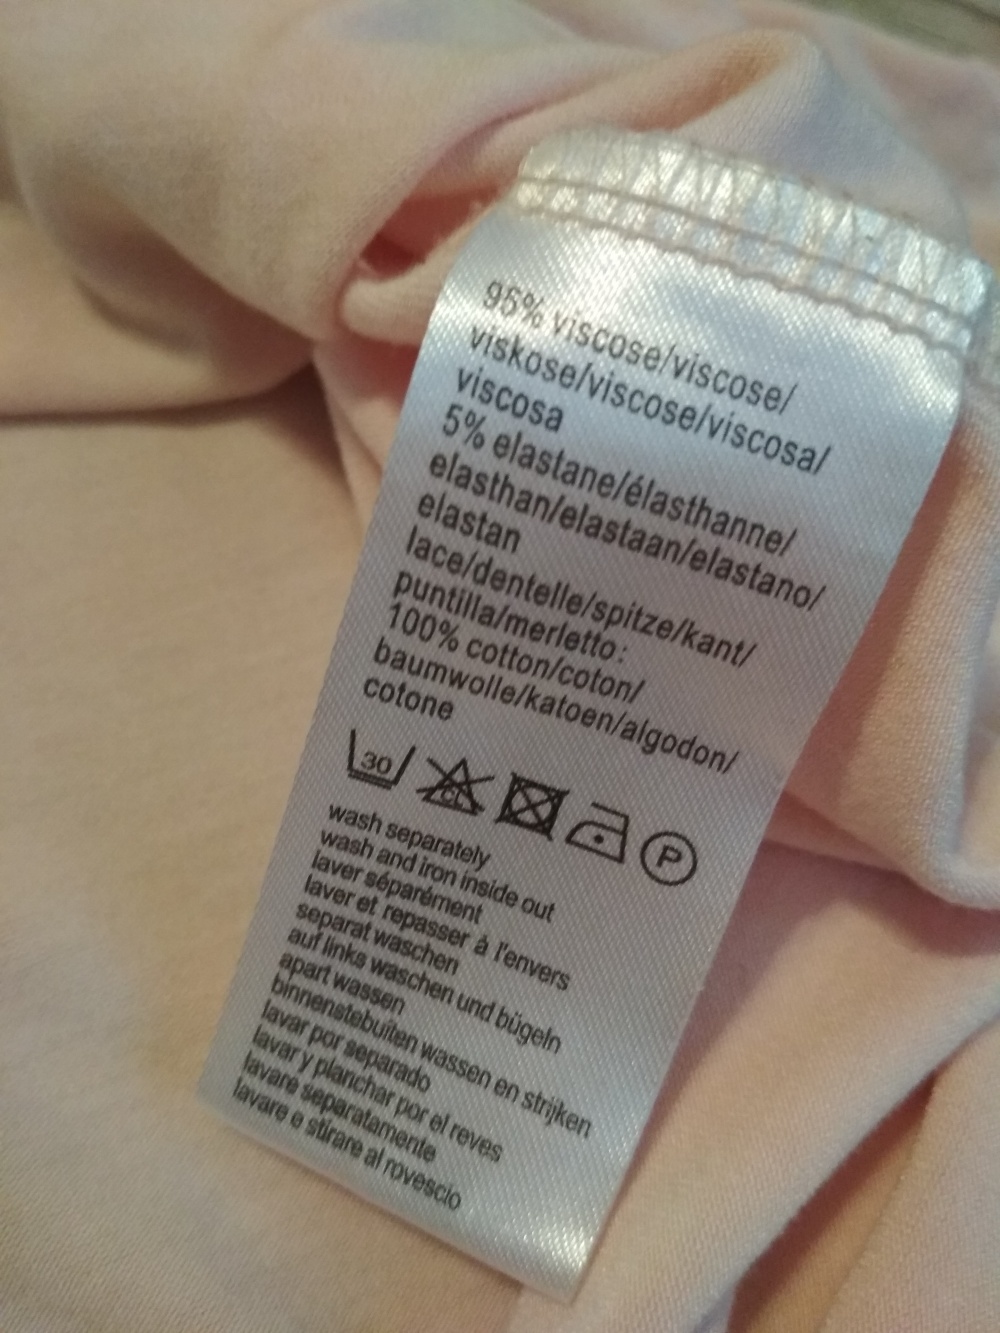 95% viscose/viscose/
viskose/viscose/viscosa/
viscosa
5% elastane/élasthanne/
elasthan/elastaan/elastano/
elastan
lace/dentelle/spitze/kant/
puntilla/merletto:
100% cotton/coton/
baumwolle/katoen/algodon/
cotone
30 CL P
wash separately
wash and iron inside out
laver séparément
laver et repasser à l'envers
separat waschen
auf links waschen und bügeln
apart wassen
binnenstebuiten wassen en strijken
lavar por separado
lavar y planchar por el reves
lavare separatamente
lavare e stirare al rovescio